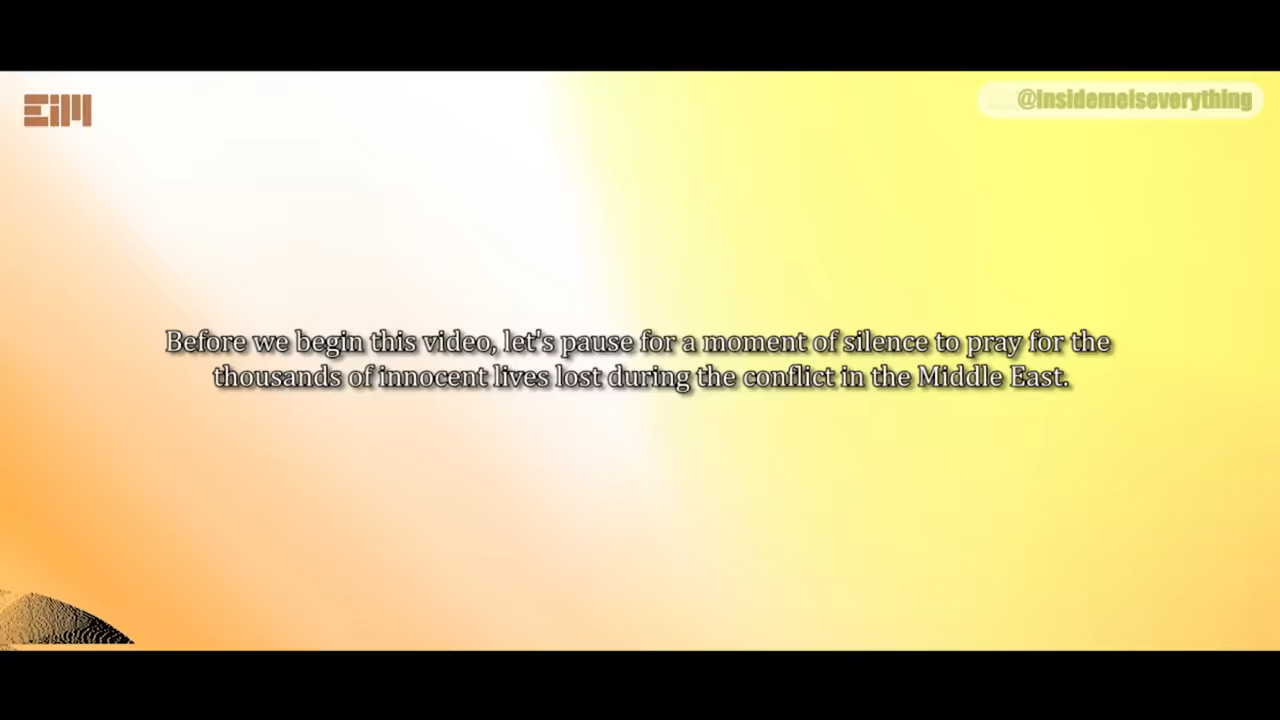 EiM
@insidemeiseverything
Before we begin this video, let's pause for a moment of silence to pray for the
thousands of innocent lives lost during the conflict in the Middle East.